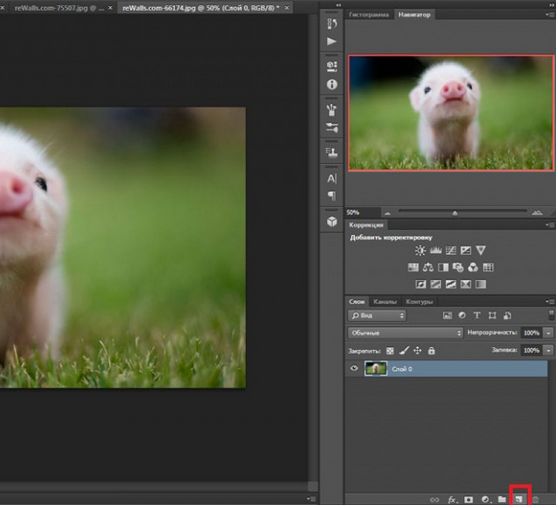 reWalls.com-75507.jpg @ ...
reWalls.com-66174.jpg @ 50% (Слой 0, RGB/8) *
Гистограмма Навигатор
50%
Коррекция
Добавить корректировку
Слои Каналы Контуры
Вид
Обычные Непрозрачность: 100%
Закрепить: Заливка: 100%
Слой 0
fx